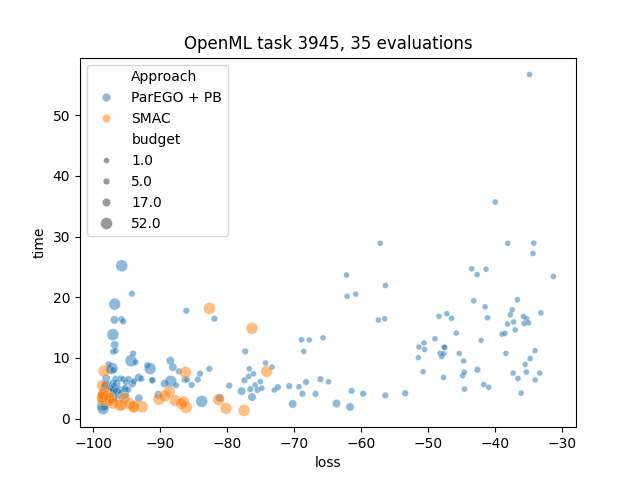 OpenML task 3945, 35 evaluations
Approach
ParEGO + PB
SMAC
budget
1.0
5.0
17.0
52.0
50
40
30
20
10
0
time
−100
−90
−80
−70
−60
−50
−40
−30
loss